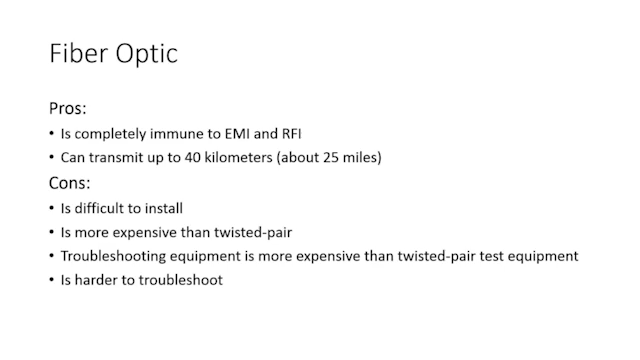 Fiber Optic
Pros:
• Is completely immune to EMI and RFI
• Can transmit up to 40 kilometers (about 25 miles)
Cons:
• Is difficult to install
• Is more expensive than twisted-pair
• Troubleshooting equipment is more expensive than twisted-pair test equipment
• Is harder to troubleshoot